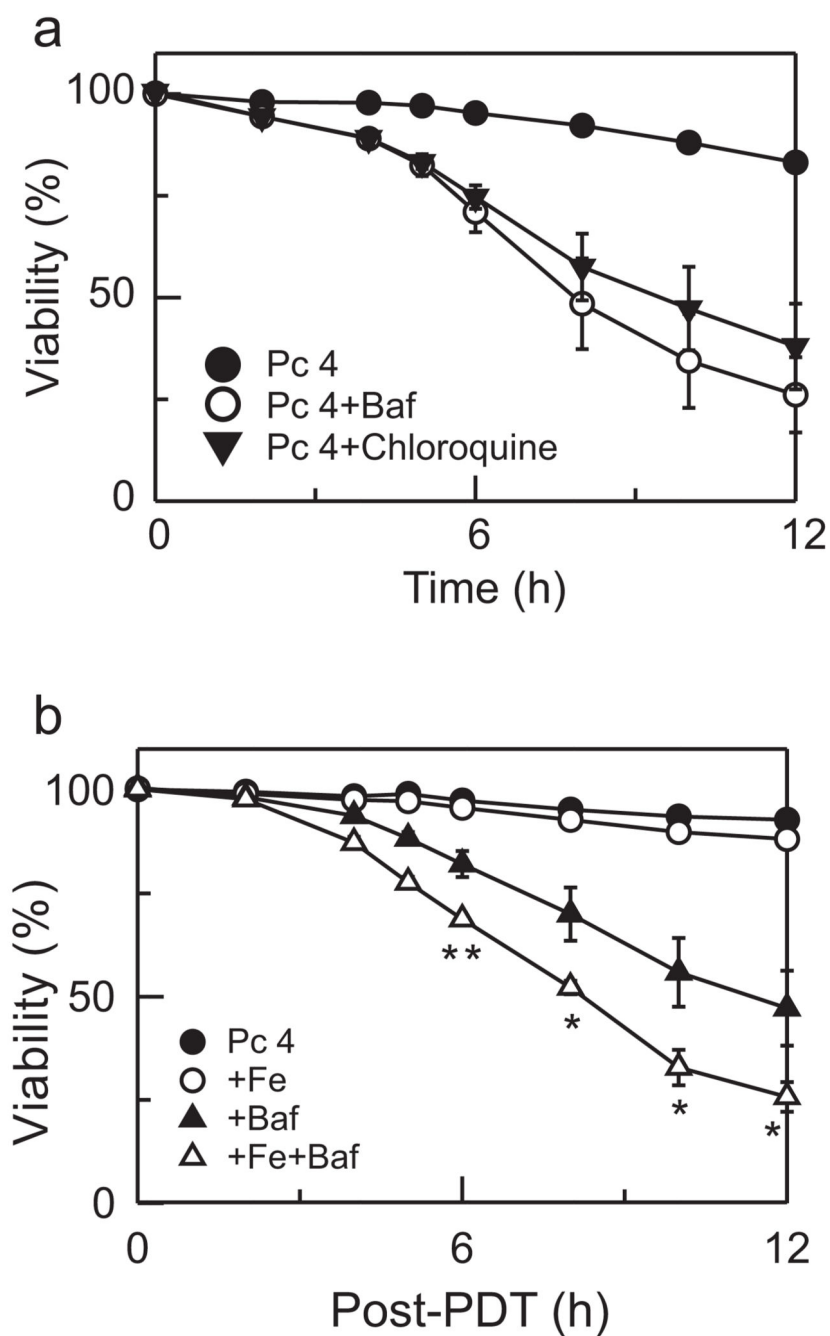 a
Viability (%)
100
50
0
Pc 4
Pc 4+Baf
Pc 4+Chloroquine
0 6 12
Time (h)
b
Viability (%)
100
50
0
**
*
*
*
Pc 4
+Fe
+Baf
+Fe+Baf
0 6 12
Post-PDT (h)